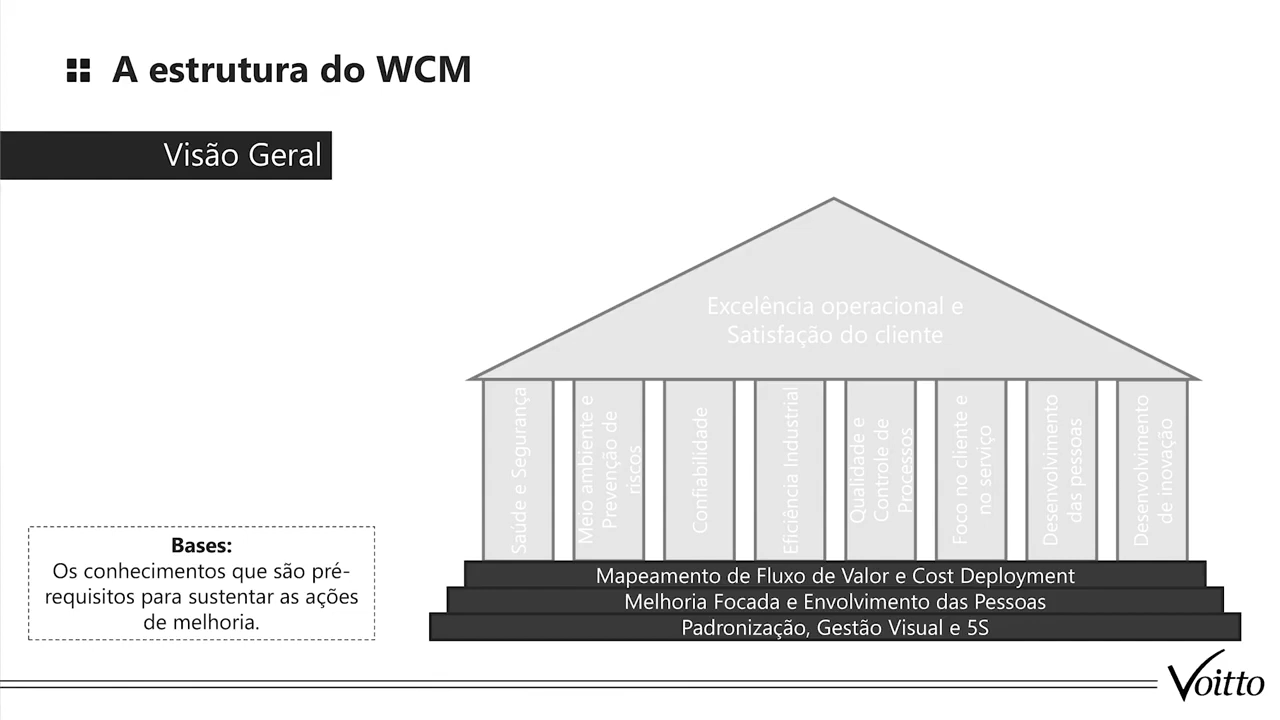 A estrutura do WCM
Visão Geral
Excelência operacional e
Satisfação do cliente
Saúde e Segurança
Meio ambiente e
Prevenção de
riscos
Confiabilidade
Eficiência Industrial
Qualidade e
Controle de
Processos
Foco no cliente e
no serviço
Desenvolvimento
das pessoas
Desenvolvimento
de inovação
Mapeamento de Fluxo de Valor e Cost Deployment
Melhoria Focada e Envolvimento das Pessoas
Padronização, Gestão Visual e 5S
Bases:
Os conhecimentos que são pré-
requisitos para sustentar as ações
de melhoria.
Voitto